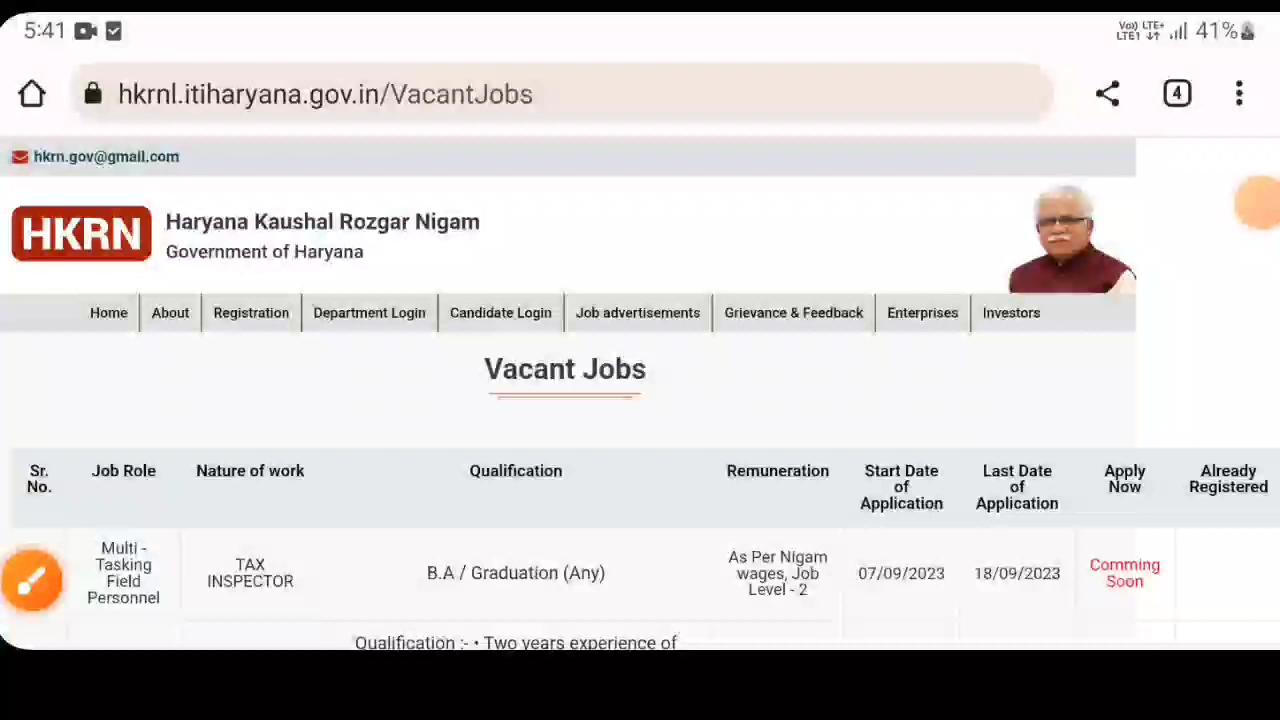 5:41
Vo) LTE+
LTE1 41%
hkrnl.itiharyana.gov.in/VacantJobs
4
hkrn.gov@gmail.com
HKRN
Haryana Kaushal Rozgar Nigam
Government of Haryana
Home About Registration Department Login Candidate Login Job advertisements Grievance & Feedback Enterprises Investors
Vacant Jobs
Sr.
No.
Job Role
Nature of work
Qualification
Remuneration
Start Date
of
Application
Last Date
of
Application
Apply
Now
Already
Registered
Multi -
Tasking
Field
Personnel
TAX
INSPECTOR
B.A / Graduation (Any)
As Per Nigam
wages, Job
Level - 2
07/09/2023
18/09/2023
Comming
Soon
Qualification :- • Two years experience of